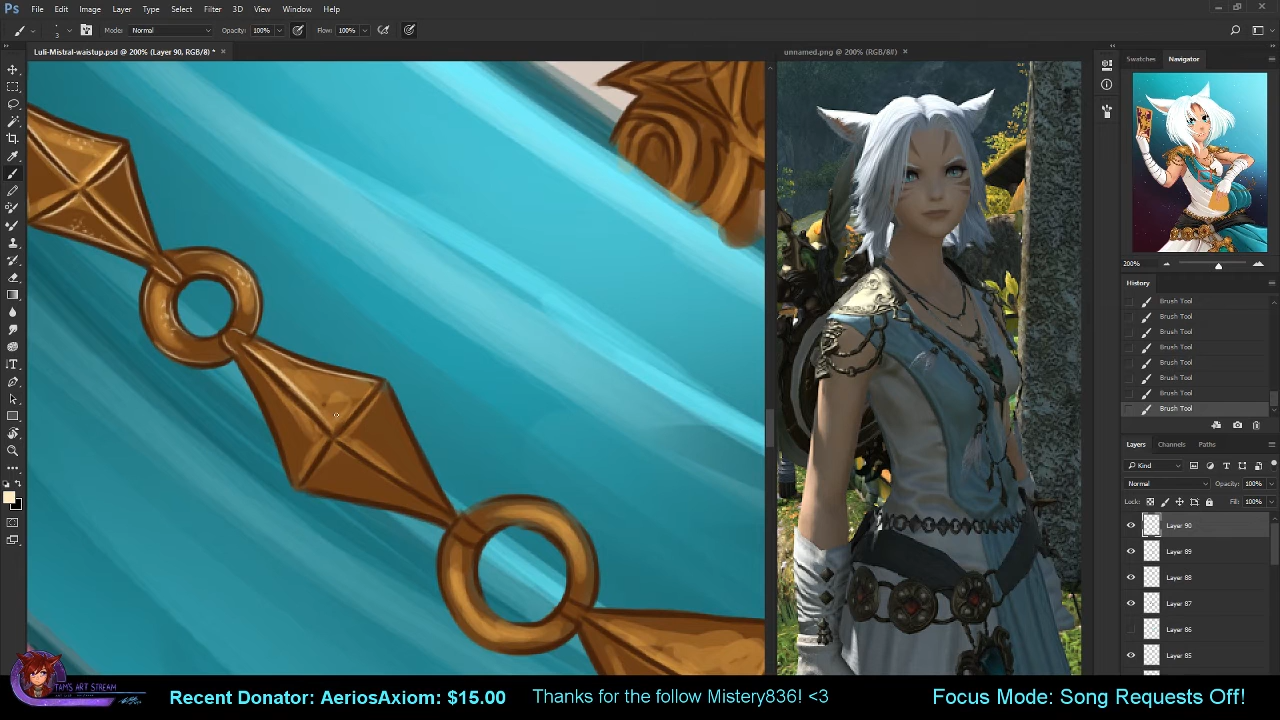 Ps File Edit Image Layer Type Select Filter 3D View Window Help
3 Mode: Normal Opacity: 100% Flow: 100%
Luli-Mistral-waistup.psd @ 200% (Layer 90, RGB/8) * ×
unnamed.png @ 200% (RGB/8#) ×
Swatches Navigator
200%
History
Brush Tool
Brush Tool
Brush Tool
Brush Tool
Brush Tool
Brush Tool
Brush Tool
Brush Tool
Layers Channels Paths
Kind
Normal Opacity: 100%
Lock: Fill: 100%
Layer 90
Layer 89
Layer 88
Layer 87
Layer 86
Layer 85
TAM'S ART STREAM
Recent Donator: AeriosAxiom: $15.00
Thanks for the follow Mistery836! <3
Focus Mode: Song Requests Off!